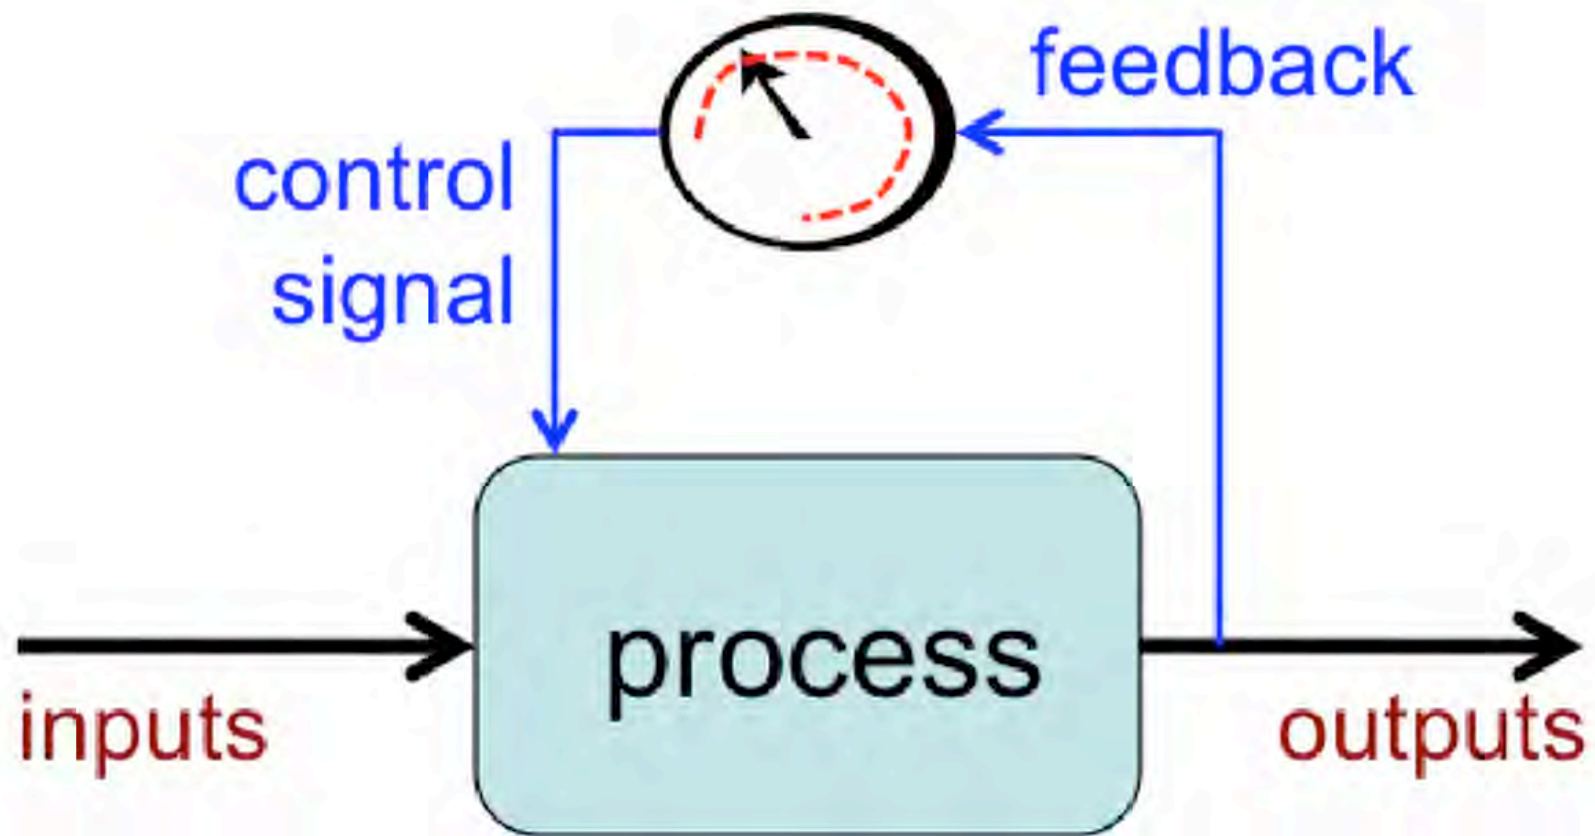 feedback
control
signal
process
inputs
outputs